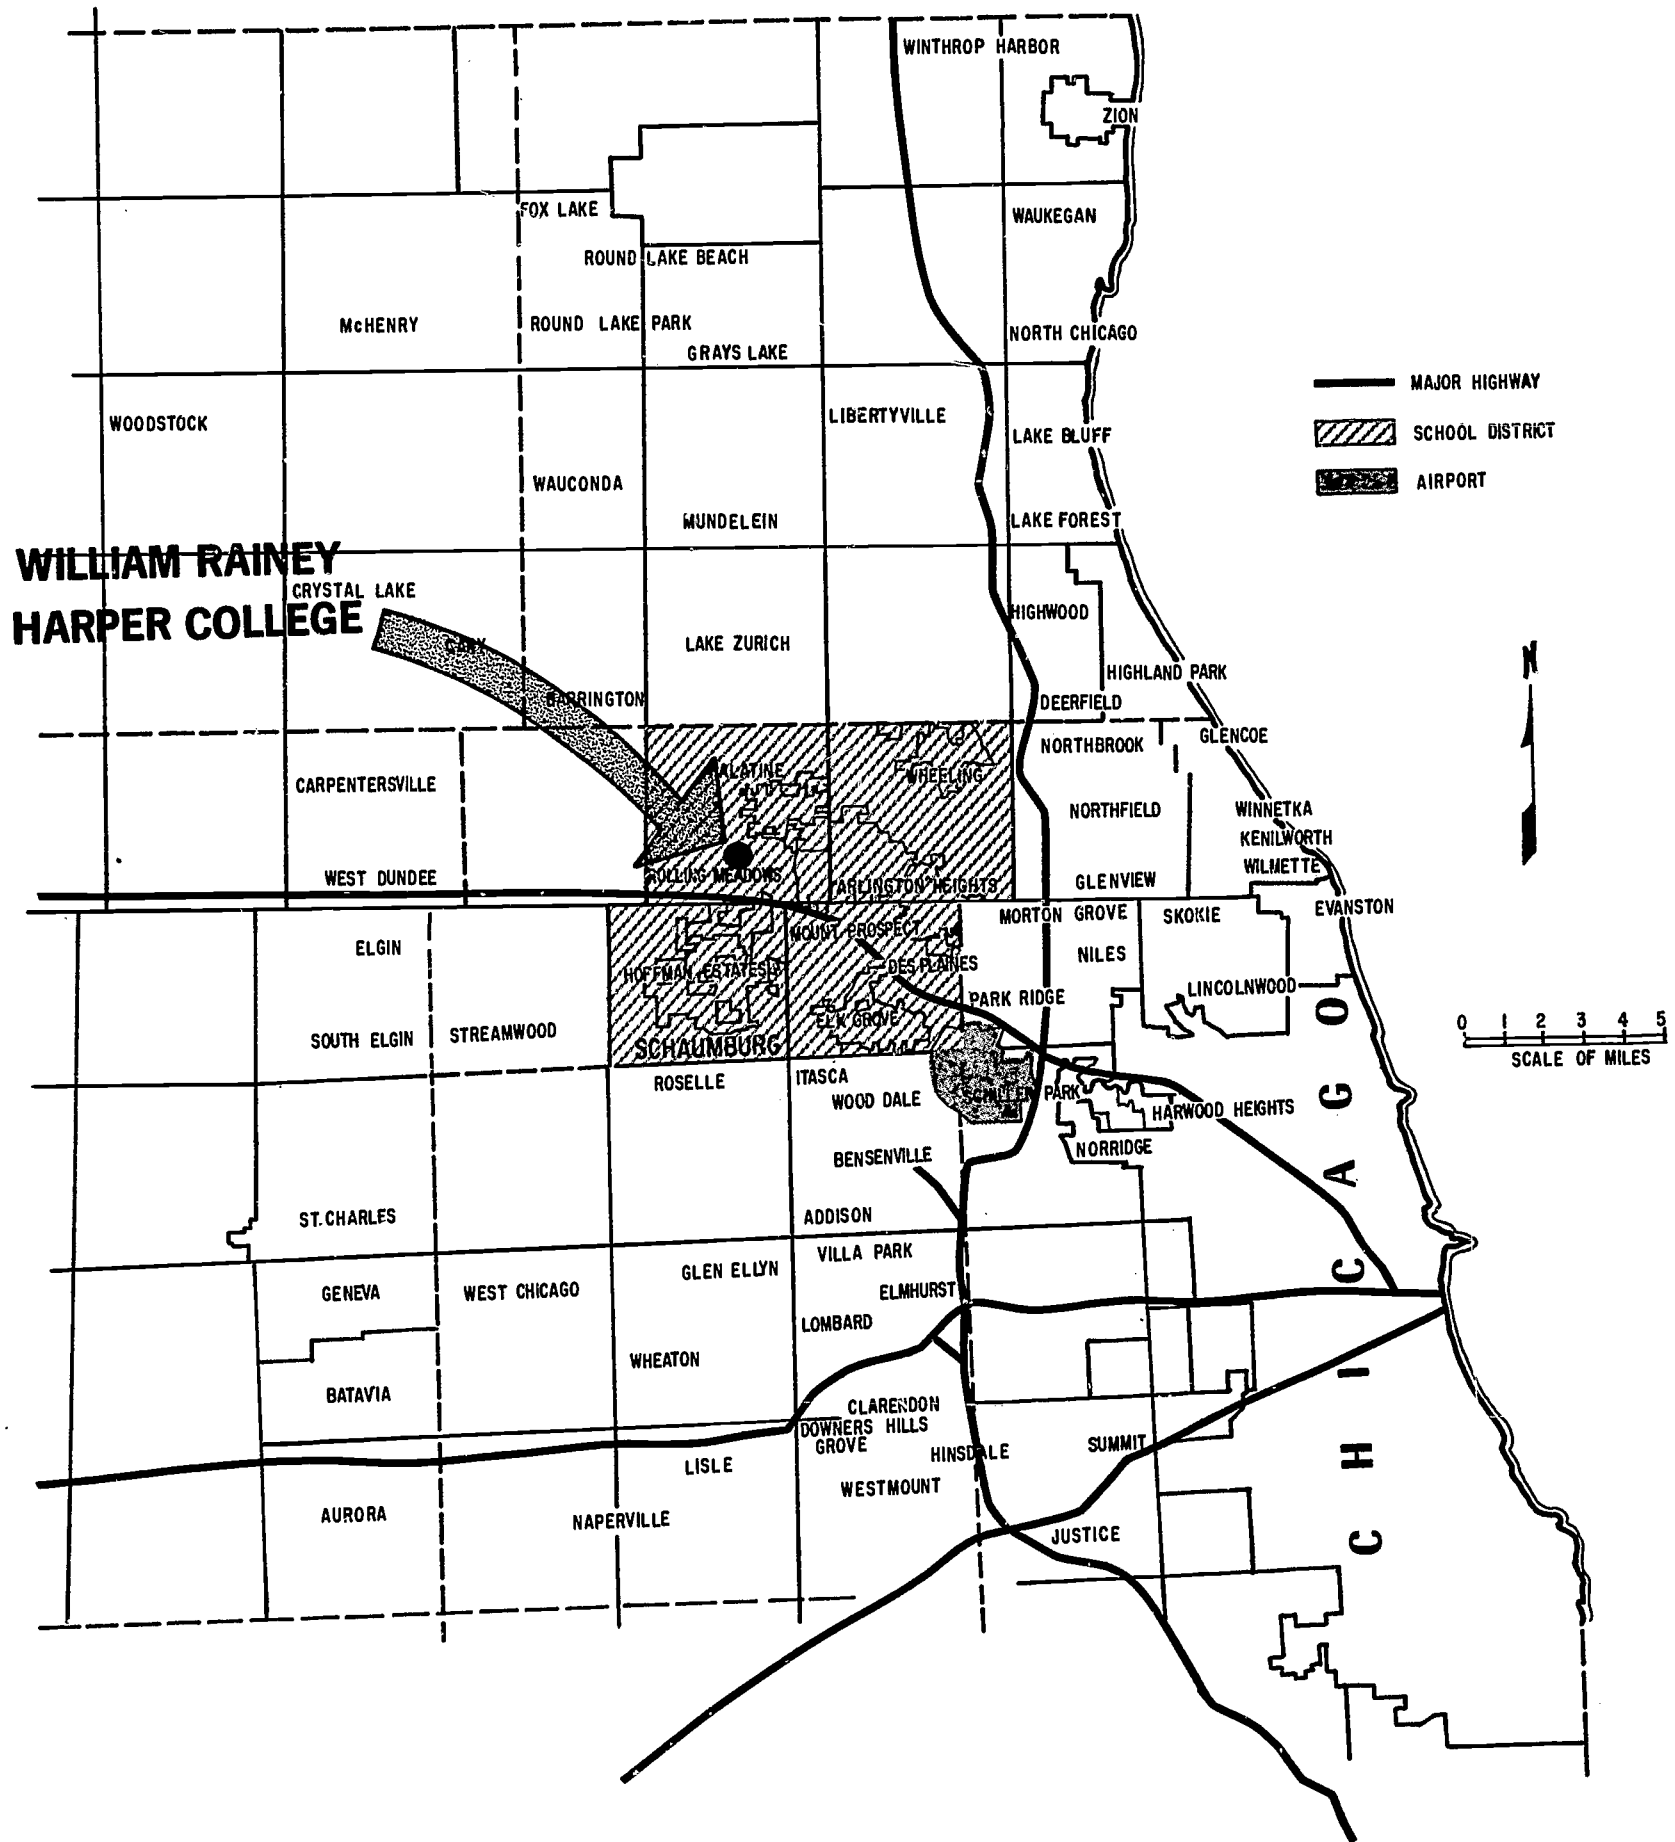 WINTHROP HARBOR
ZION
FOX LAKE
WAUKEGAN
ROUND LAKE BEACH
McHENRY
ROUND LAKE PARK
NORTH CHICAGO
GRAYS LAKE
MAJOR HIGHWAY
WOODSTOCK
LIBERTYVILLE
LAKE BLUFF
SCHOOL DISTRICT
WAUCONDA
AIRPORT
MUNDELEIN
LAKE FOREST
WILLIAM RAINEY
HARPER COLLEGE
CRYSTAL LAKE
HIGHWOOD
CARY
LAKE ZURICH
N
HIGHLAND PARK
BARRINGTON
DEERFIELD
GLENCOE
NORTHBROOK
PALATINE
WHEELING
CARPENTERSVILLE
NORTHFIELD
WINNETKA
KENILWORTH
WILMETTE
WEST DUNDEE
ROLLING MEADOWS
ARLINGTON HEIGHTS
GLENVIEW
MORTON GROVE
SKOKIE
EVANSTON
ELGIN
MOUNT PROSPECT
NILES
HOFFMAN ESTATES
DES PLAINES
LINCOLNWOOD
PARK RIDGE
SOUTH ELGIN
STREAMWOOD
ELK GROVE
0 1 2 3 4 5
SCALE OF MILES
SCHAUMBURG
ROSELLE
ITASCA
WOOD DALE
SCHILLER PARK
HARWOOD HEIGHTS
NORRIDGE
BENSENVILLE
ST. CHARLES
ADDISON
VILLA PARK
GLEN ELLYN
GENEVA
WEST CHICAGO
ELMHURST
LOMBARD
WHEATON
BATAVIA
CLARENDON
HILLS
DOWNERS
GROVE
HINSDALE
SUMMIT
LISLE
WESTMOUNT
AURORA
NAPERVILLE
JUSTICE
CHICAGO